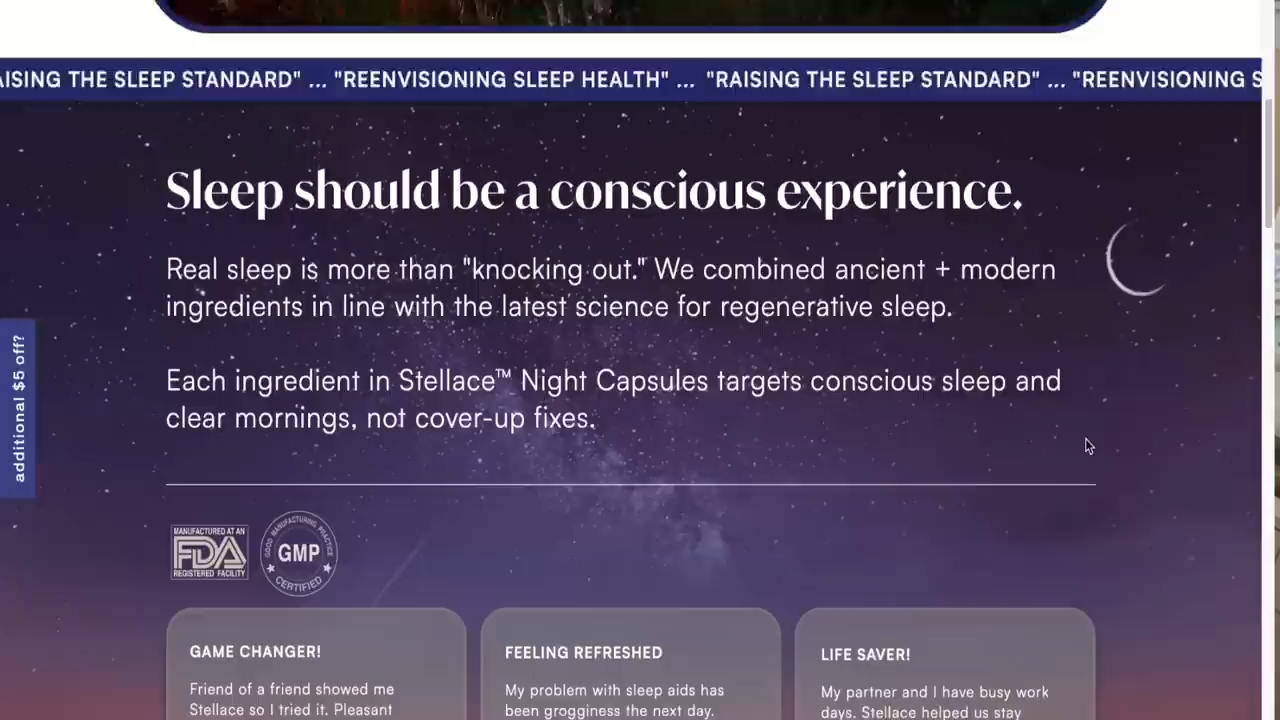 AISING THE SLEEP STANDARD" ... "REENVISIONING SLEEP HEALTH" ... "RAISING THE SLEEP STANDARD" ... "REENVISIONING S
Sleep should be a conscious experience.
Real sleep is more than "knocking out." We combined ancient + modern
ingredients in line with the latest science for regenerative sleep.
Each ingredient in Stellace™ Night Capsules targets conscious sleep and
clear mornings, not cover-up fixes.
additional $5 off?
MANUFACTURED AT AN
FDA
REGISTERED FACILITY
GOOD MANUFACTURING PRACTICE
GMP
CERTIFIED
GAME CHANGER!
Friend of a friend showed me
Stellace so I tried it. Pleasant
FEELING REFRESHED
My problem with sleep aids has
been grogginess the next day.
LIFE SAVER!
My partner and I have busy work
days. Stellace helped us stay